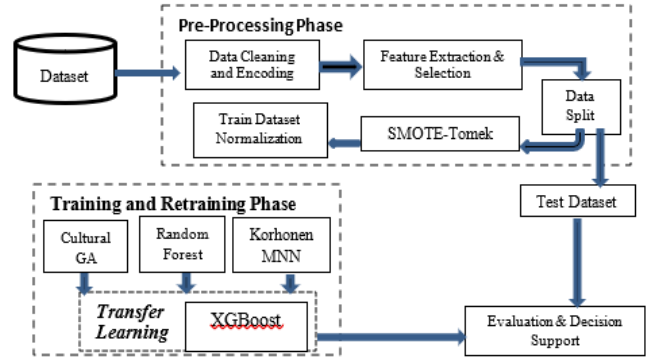 Pre-Processing Phase
Dataset
Data Cleaning
and Encoding
Feature Extraction &
Selection
Data
Split
Train Dataset
Normalization
SMOTE-Tomek
Test Dataset
Training and Retraining Phase
Cultural
GA
Random
Forest
Korhonen
MNN
Transfer
Learning
XGBoost
Evaluation & Decision
Support